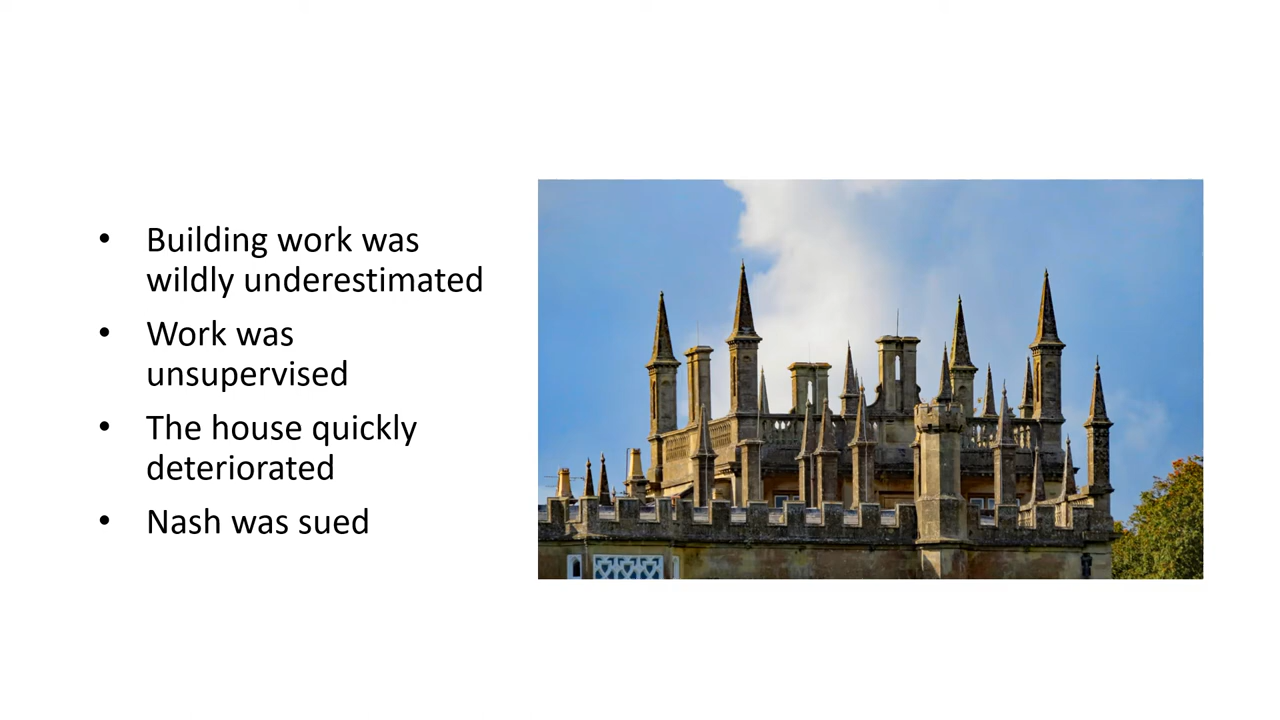 • Building work was
wildly underestimated
• Work was
unsupervised
• The house quickly
deteriorated
• Nash was sued